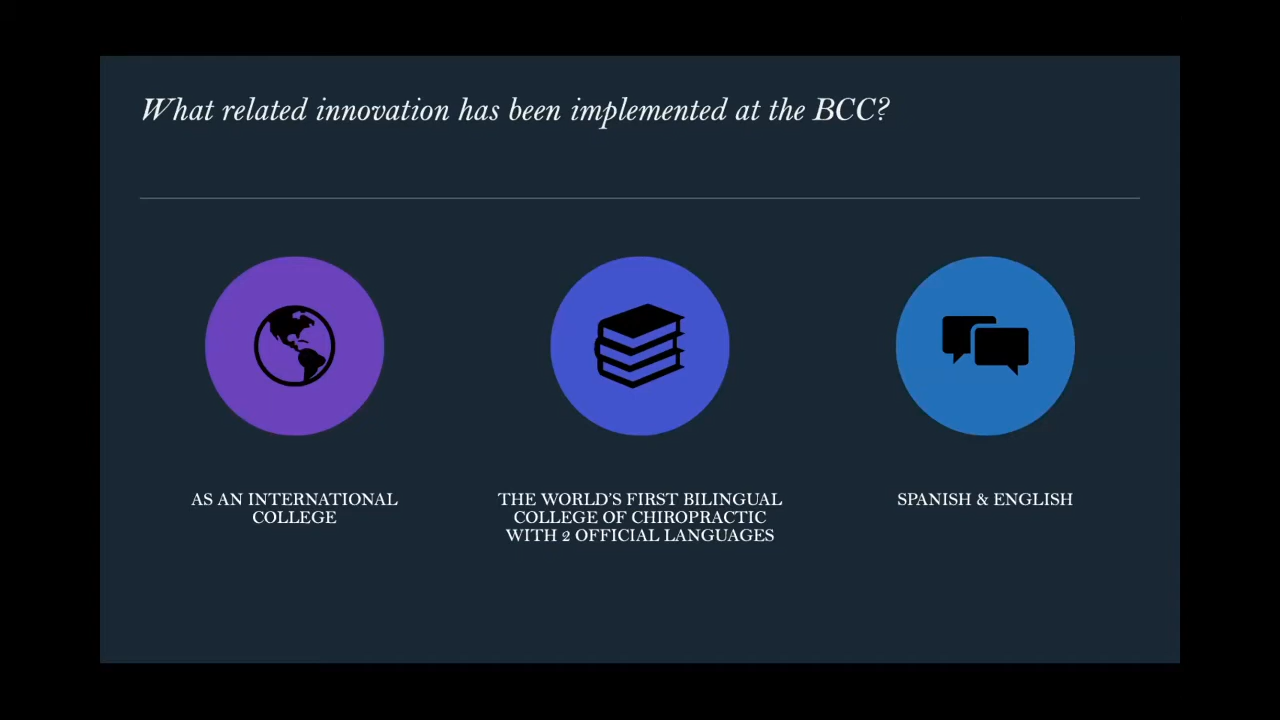 What related innovation has been implemented at the BCC?
AS AN INTERNATIONAL
COLLEGE
THE WORLD'S FIRST BILINGUAL
COLLEGE OF CHIROPRACTIC
WITH 2 OFFICIAL LANGUAGES
SPANISH & ENGLISH